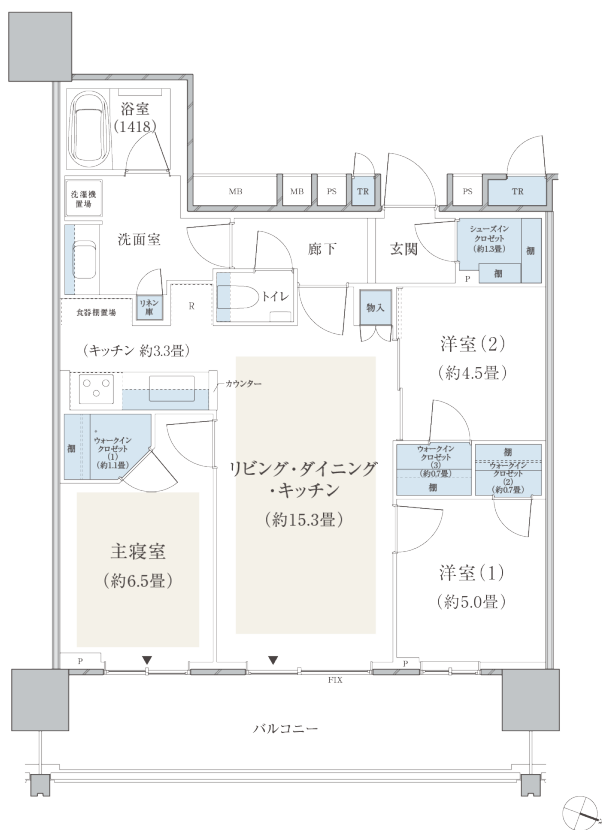 浴室
(1418)
洗濯機
置場
MB
MB
PS
TR
PS
TR
洗面室
廊下
玄関
シューズイン
クロゼット
(約1.3畳)
棚
棚
P
リネン
庫
トイレ
食器棚置場
R
物入
(キッチン 約3.3畳)
洋室(2)
(約4.5畳)
カウンター
棚
ウォークイン
クロゼット
(1)
(約1.1畳)
リビング・ダイニング
・キッチン
(約15.3畳)
ウォークイン
クロゼット
(3)
(約0.7畳)
棚
棚
ウォークイン
クロゼット
(2)
(約0.7畳)
主寝室
(約6.5畳)
洋室(1)
(約5.0畳)
P
P
FIX
バルコニー